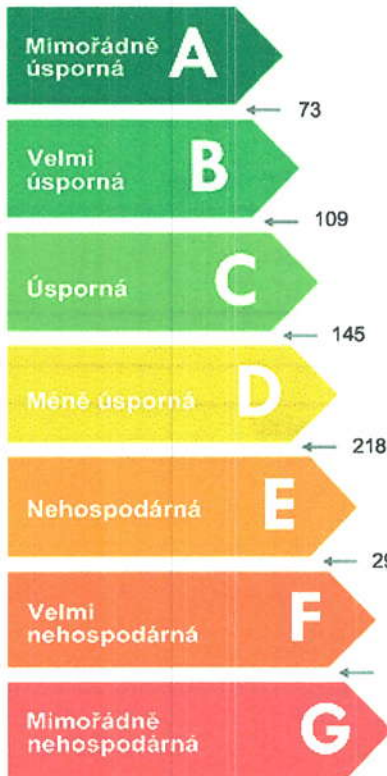 Mimořádně
úsporná
A
73
Velmi
úsporná
B
109
Úsporná
C
145
Méně úsporná
D
218
Nehospodárná
E
Velmi
nehospodárná
F
Mimořádně
nehospodárná
G